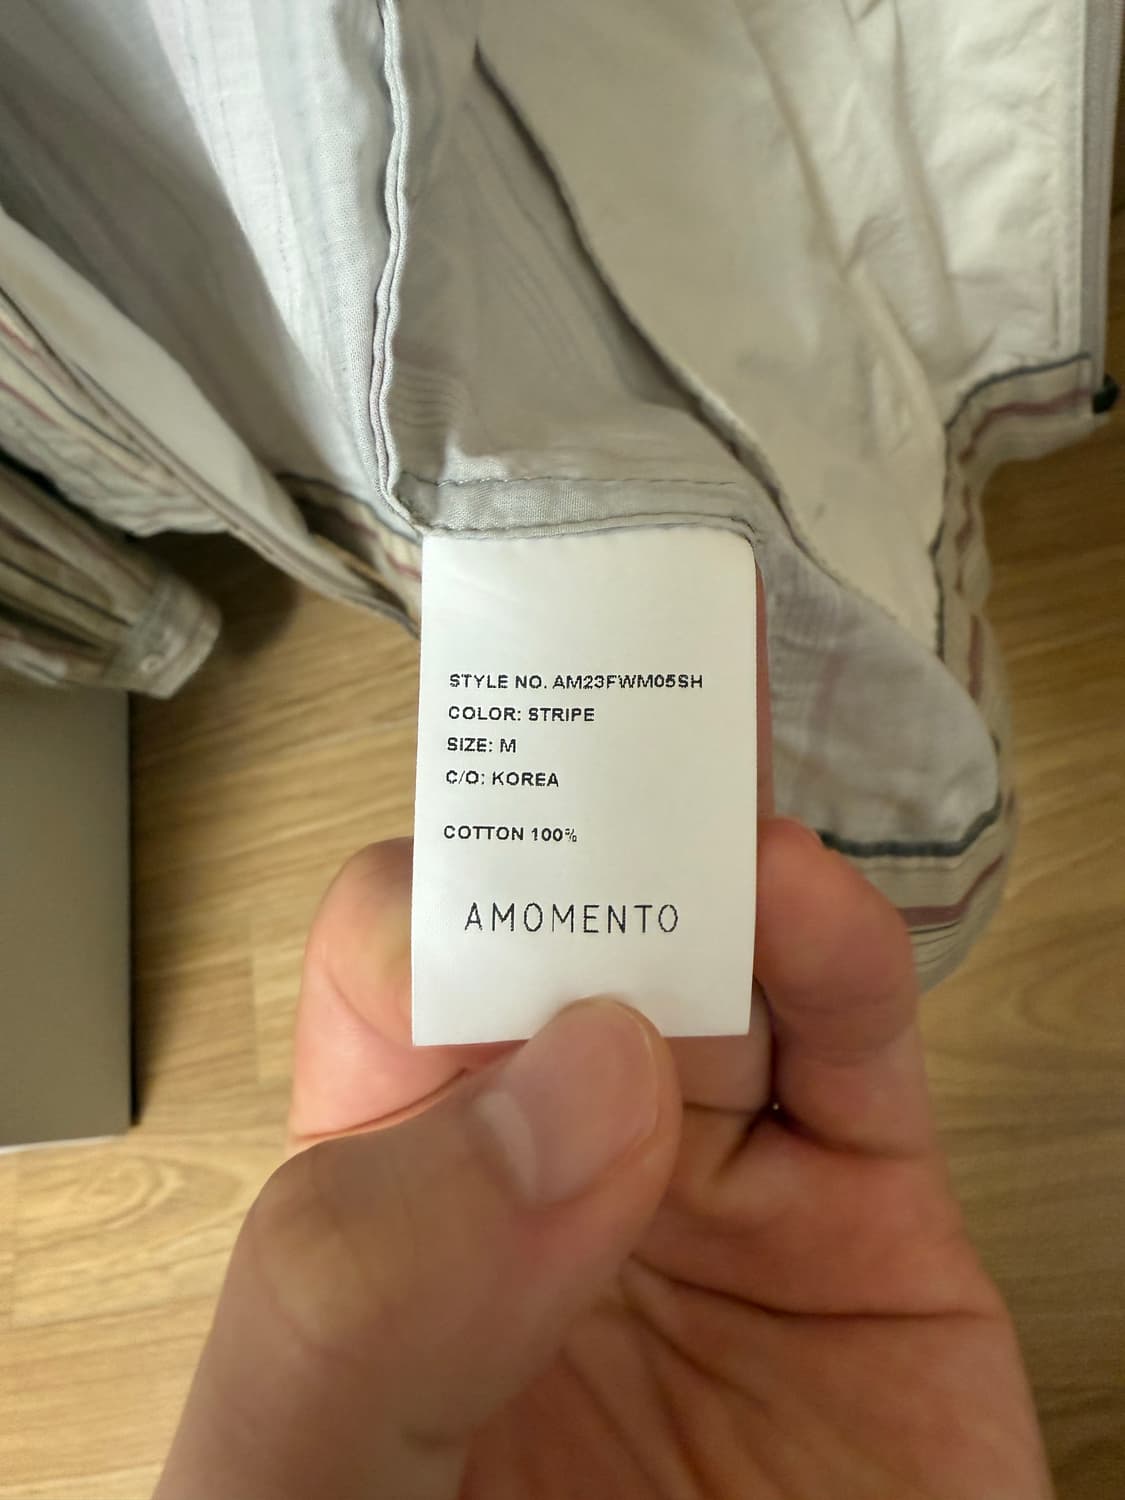 STYLE NO. AM23FWM05SH
COLOR: STRIPE
SIZE: M
C/O: KOREA
COTTON 100%
AMOMENTO